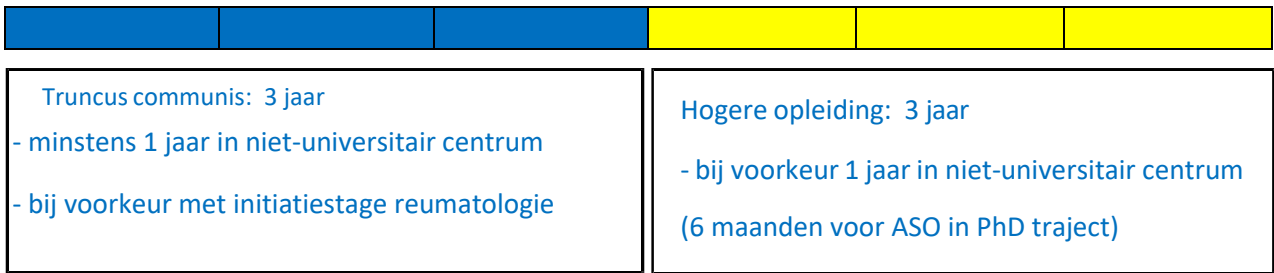 Truncus communis: 3 jaar
- minstens 1 jaar in niet-universitair centrum
- bij voorkeur met initiatiestage reumatologie
Hogere opleiding: 3 jaar
- bij voorkeur 1 jaar in niet-universitair centrum
(6 maanden voor ASO in PhD traject)